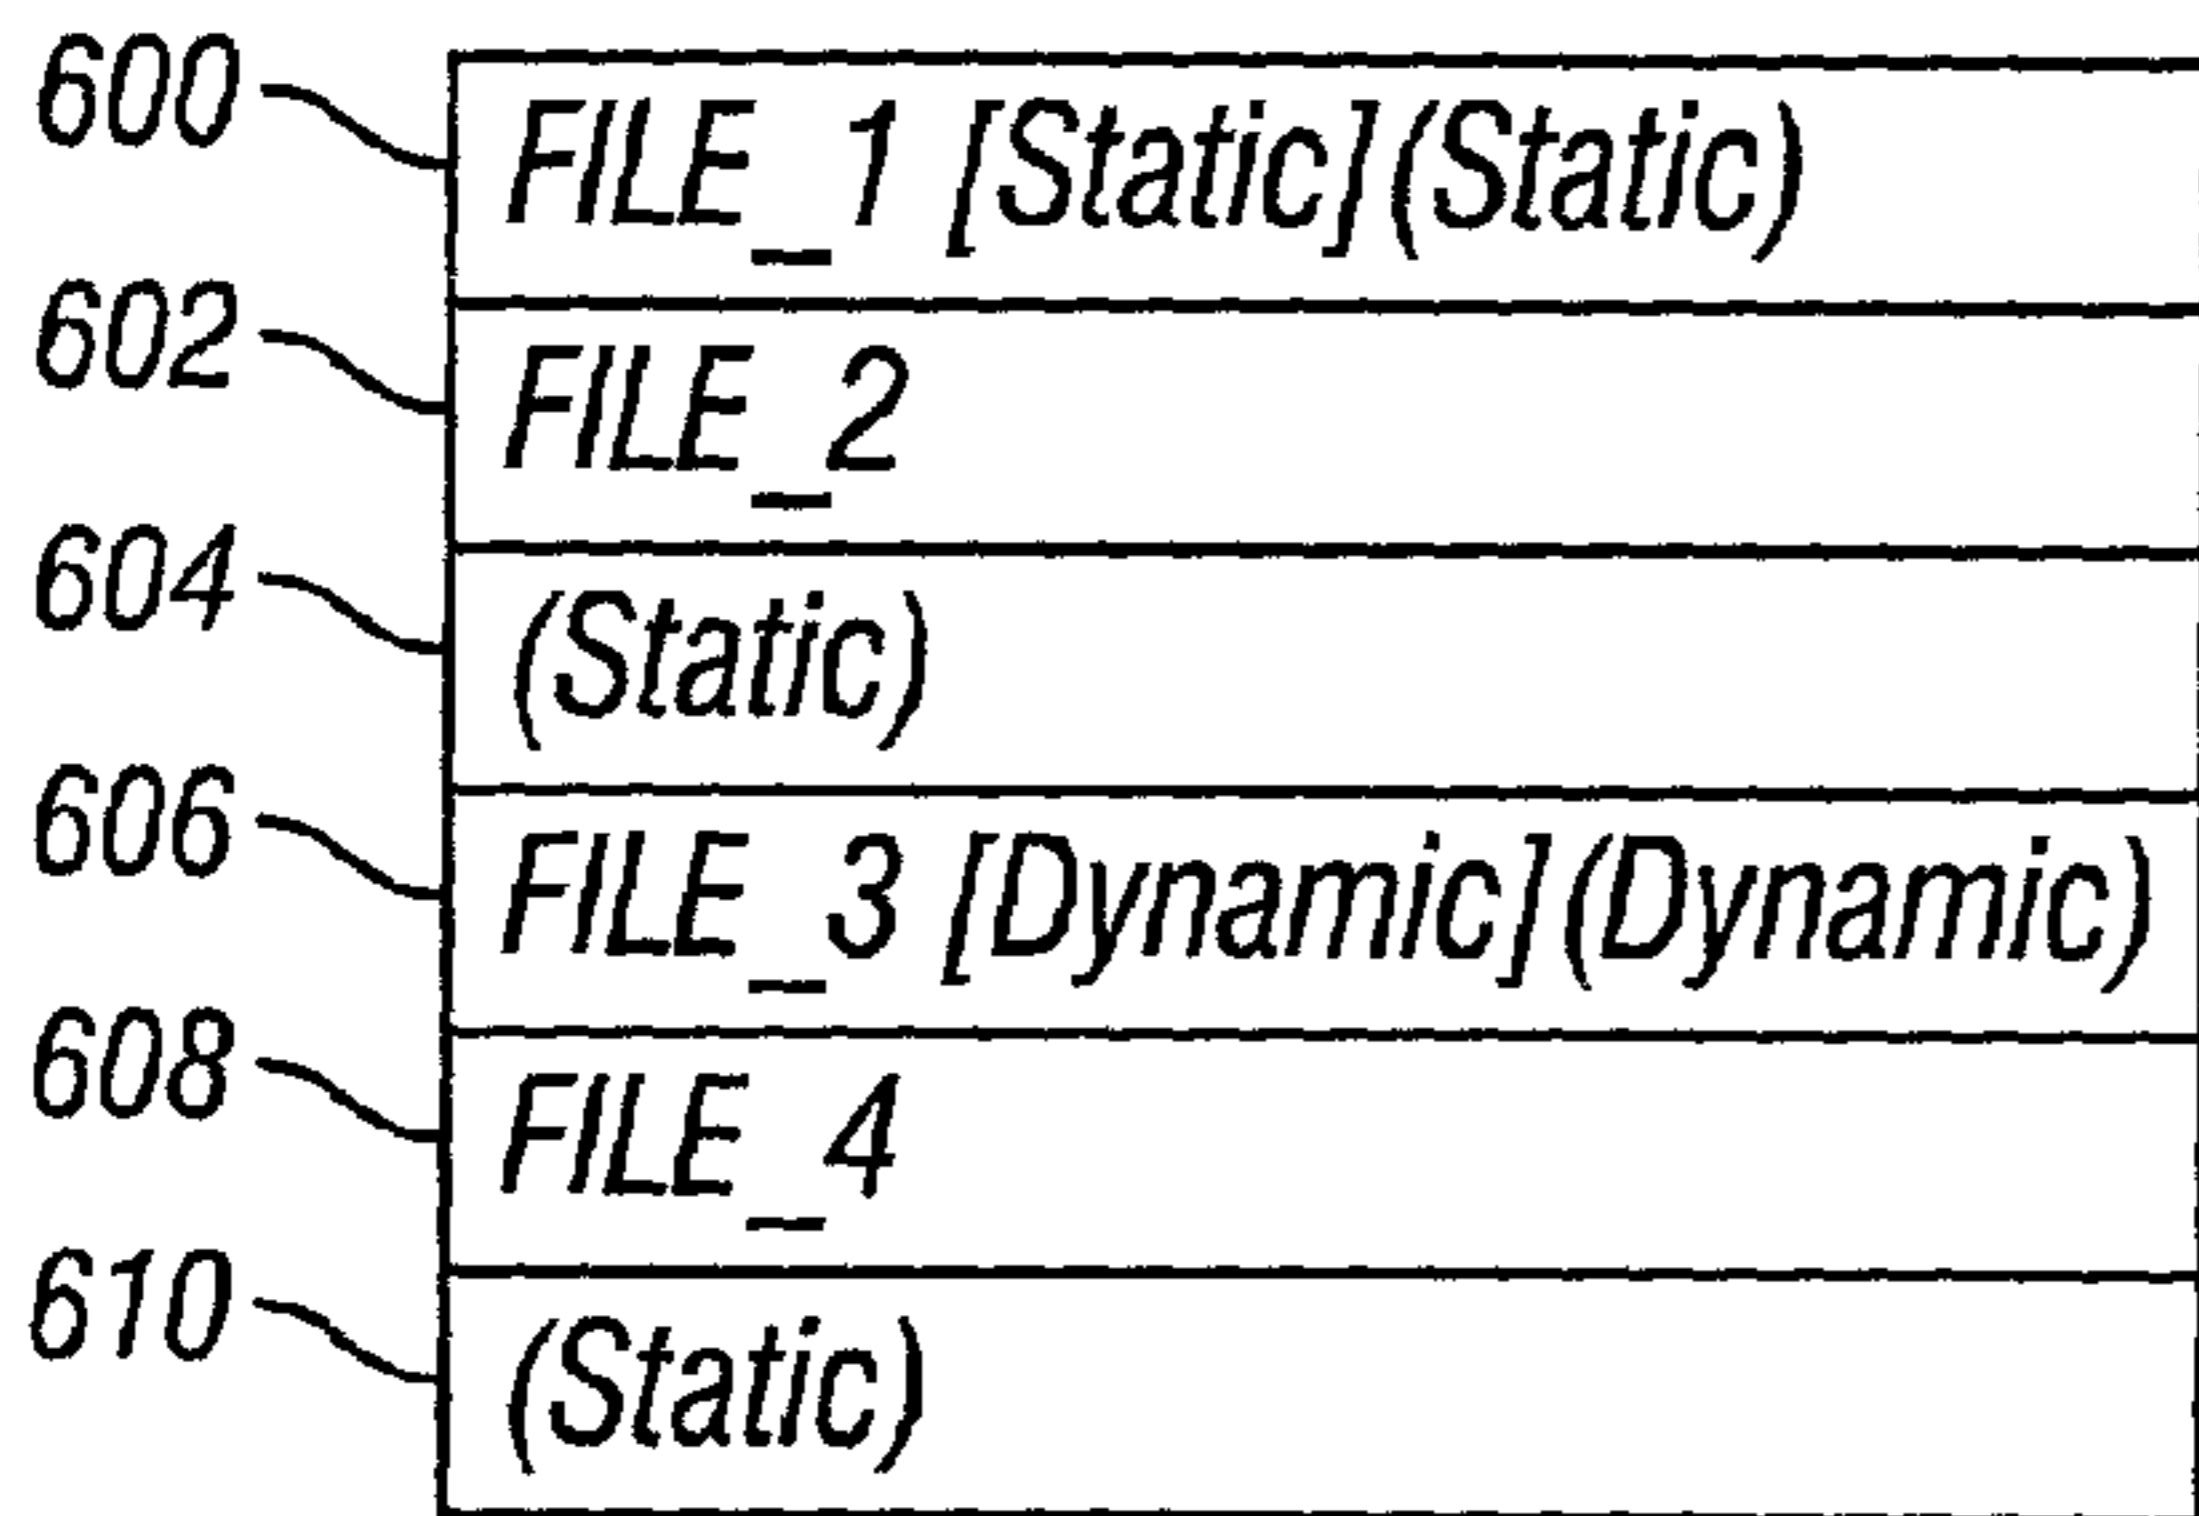 600 FILE_1 [Static](Static)
602 FILE_2
604 (Static)
606 FILE_3 [Dynamic](Dynamic)
608 FILE_4
610 (Static)